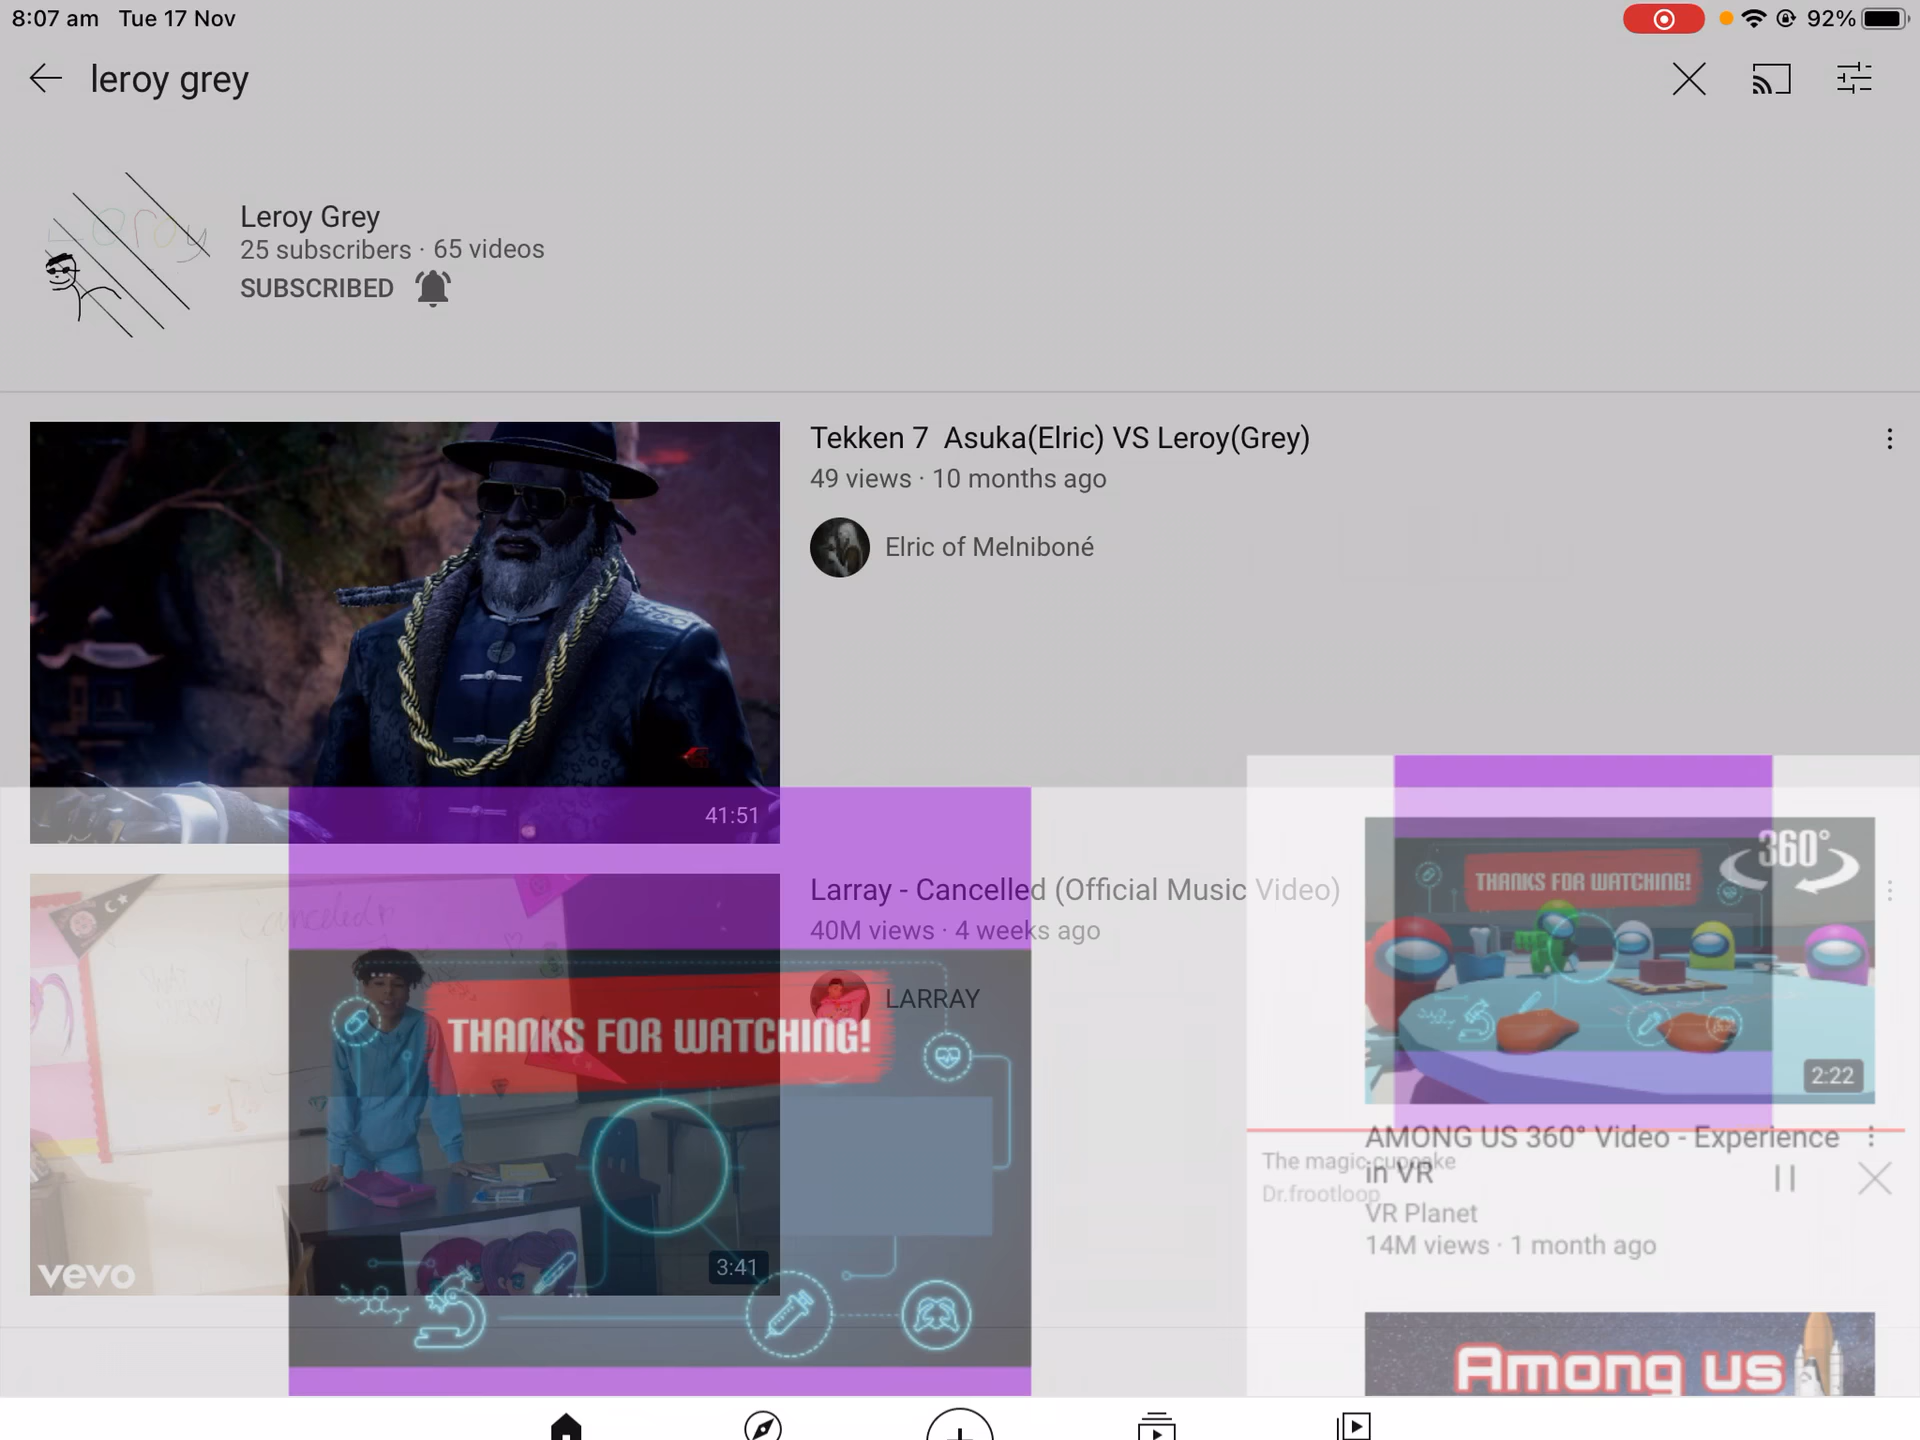 8:07 am Tue 17 Nov
92%
leroy grey
Leroy
Leroy Grey
25 subscribers · 65 videos
SUBSCRIBED
Tekken 7 Asuka(Elric) VS Leroy(Grey)
49 views · 10 months ago
Elric of Melniboné
41:51
Larray - Cancelled (Official Music Video)
40M views · 4 weeks ago
LARRAY
canceled
THANKS FOR WATCHING!
vevo
3:41
360°
THANKS FOR WATCHING!
2:22
AMONG US 360° Video - Experience
in VR
The magic cupcake
Dr.frootloop
VR Planet
14M views · 1 month ago
Among us